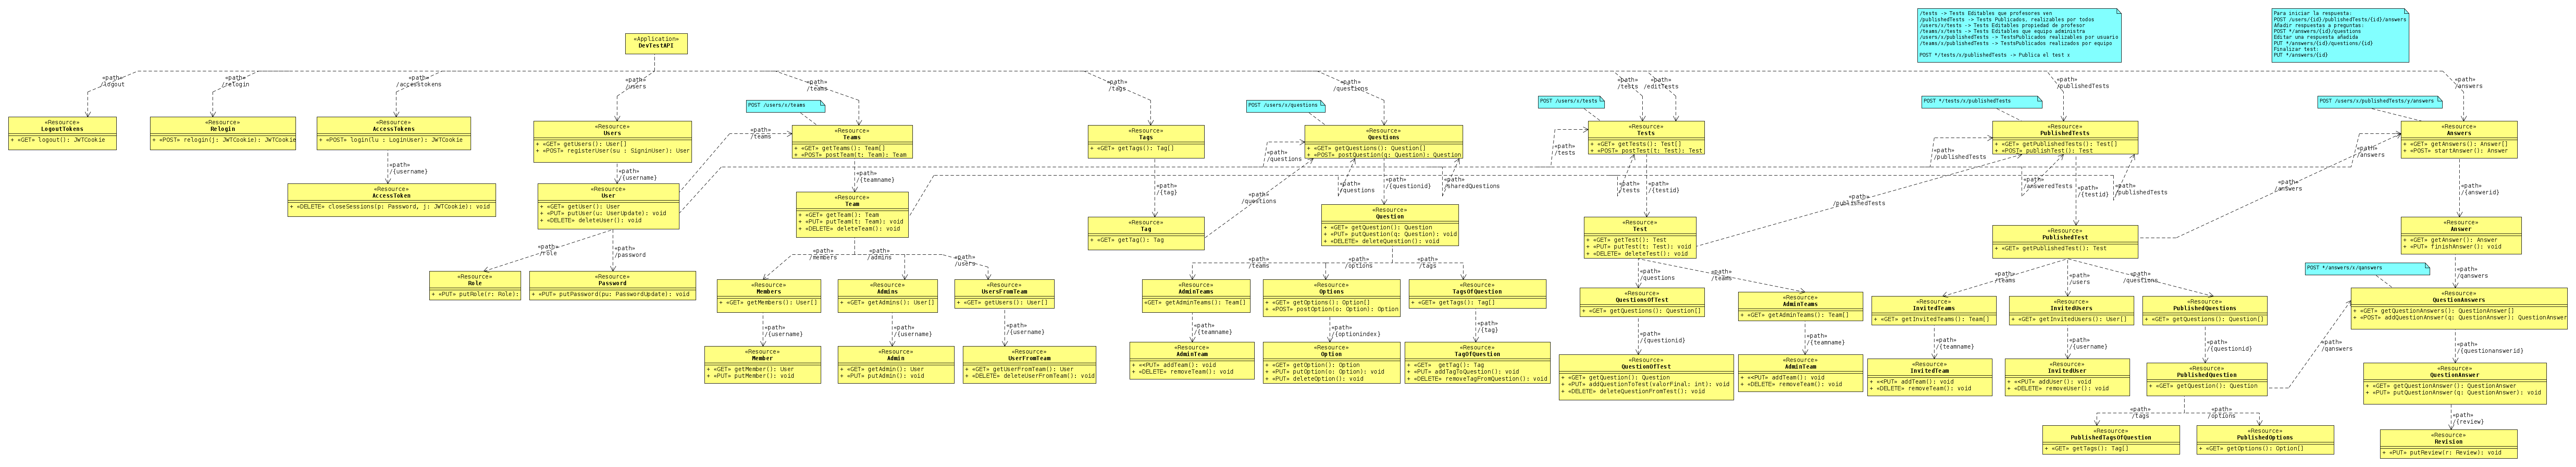 /tests -> Tests Editables que profesores ven
/publishedTests -> Tests Publicados, realizables por todos
/users/x/tests -> Tests Editables propiedad de profesor
/teams/x/tests -> Tests Editables que equipo administra
/users/x/publishedTests -> TestsPublicados realizables por usuario
/teams/x/publishedTests -> TestsPublicados realizados por equipo
POST */tests/x/publishedTests -> Publica el test x
Para iniciar la respuesta:
POST /users/{id}/publishedTests/{id}/answers
Añadir respuestas a preguntas:
POST */answers/{id}/questions
Editar una respuesta añadida
PUT */answers/{id}/questions/{id}
Finalizar test:
PUT */answers/{id}
«Application»
DevTestAPI
«path»
/logout
«path»
/relogin
«path»
/accesstokens
«path»
/users
«path»
/teams
«path»
/tags
«path»
/questions
«path»
/tests
«path»
/editTests
«path»
/publishedTests
«path»
/answers
POST /users/x/teams
POST /users/x/questions
POST /users/x/tests
POST */tests/x/publishedTests
POST /users/x/publishedTests/y/answers
«Resource»
LogoutTokens
+ «GET» logout(): JWTCookie
«Resource»
Relogin
+ «POST» relogin(j: JWTCookie): JWTCookie
«Resource»
AccessTokens
+ «POST» login(lu : LoginUser): JWTCookie
«Resource»
Users
+ «GET» getUsers(): User[]
+ «POST» registerUser(su : SigninUser): User
«path»
/teams
«Resource»
Teams
+ «GET» getTeams(): Team[]
+ «POST» postTeam(t: Team): Team
«Resource»
Tags
+ «GET» getTags(): Tag[]
«path»
/questions
«Resource»
Questions
+ «GET» getQuestions(): Question[]
+ «POST» postQuestion(q: Question): Question
«path»
/tests
«Resource»
Tests
+ «GET» getTests(): Test[]
+ «POST» postTest(t: Test): Test
«path»
/publishedTests
«Resource»
PublishedTests
+ «GET» getPublishedTests(): Test[]
+ «POST» publishTest(): Test
«path»
/answers
«Resource»
Answers
+ «GET» getAnswers(): Answer[]
+ «POST» startAnswer(): Answer
«path»
/{username}
«path»
/{username}
«path»
/{teamname}
«path»
/{tag}
«path»
/questions
«path»
/questions
«path»
/{questionid}
«path»
/sharedQuestions
«path»
/tests
«path»
/{testid}
«path»
/publishedTests
«path»
/answeredTests
«path»
/{testid}
«path»
/publishedTests
«path»
/answers
«path»
/{answerid}
«Resource»
AccessToken
+ «DELETE» closeSessions(p: Password, j: JWTCookie): void
«Resource»
User
+ «GET» getUser(): User
+ «PUT» putUser(u: UserUpdate): void
+ «DELETE» deleteUser(): void
«Resource»
Team
+ «GET» getTeam(): Team
+ «PUT» putTeam(t: Team): void
+ «DELETE» deleteTeam(): void
«Resource»
Tag
+ «GET» getTag(): Tag
«Resource»
Question
+ «GET» getQuestion(): Question
+ «PUT» putQuestion(q: Question): void
+ «DELETE» deleteQuestion(): void
«Resource»
Test
+ «GET» getTest(): Test
+ «PUT» putTest(t: Test): void
+ «DELETE» deleteTest(): void
«Resource»
PublishedTest
+ «GET» getPublishedTest(): Test
«Resource»
Answer
+ «GET» getAnswer(): Answer
+ «PUT» finishAnswer(): void
«path»
/role
«path»
/password
«path»
/members
«path»
/admins
«path»
/users
«path»
/teams
«path»
/options
«path»
/tags
«path»
/questions
«path»
/teams
«path»
/teams
«path»
/users
«path»
/questions
POST */answers/x/qanswers
«path»
/qanswers
«Resource»
Role
+ «PUT» putRole(r: Role):
«Resource»
Password
+ «PUT» putPassword(pu: PasswordUpdate): void
«Resource»
Members
+ «GET» getMembers(): User[]
«Resource»
Admins
+ «GET» getAdmins(): User[]
«Resource»
UsersFromTeam
+ «GET» getUsers(): User[]
«Resource»
AdminTeams
«GET» getAdminTeams(): Team[]
«Resource»
Options
+ «GET» getOptions(): Option[]
+ «POST» postOption(o: Option): Option
«Resource»
TagsOfQuestion
+ «GET» getTags(): Tag[]
«Resource»
QuestionsOfTest
+ «GET» getQuestions(): Question[]
«Resource»
AdminTeams
+ «GET» getAdminTeams(): Team[]
«Resource»
InvitedTeams
+ «GET» getInvitedTeams(): Team[]
«Resource»
InvitedUsers
+ «GET» getInvitedUsers(): User[]
«Resource»
PublishedQuestions
+ «GET» getQuestions(): Question[]
«Resource»
QuestionAnswers
+ «GET» getQuestionAnswers(): QuestionAnswer[]
+ «POST» addQuestionAnswer(q: QuestionAnswer): QuestionAnswer
«path»
/{username}
«path»
/{username}
«path»
/{username}
«path»
/{teamname}
«path»
/{optionindex}
«path»
/{tag}
«path»
/{questionid}
«path»
/{teamname}
«path»
/{teamname}
«path»
/{username}
«path»
/{questionid}
«path»
/qanswers
«path»
/{questionanswerid}
«Resource»
Member
+ «GET» getMember(): User
+ «PUT» putMember(): void
«Resource»
Admin
+ «GET» getAdmin(): User
+ «PUT» putAdmin(): void
«Resource»
UserFromTeam
+ «GET» getUserFromTeam(): User
+ «DELETE» deleteUserFromTeam(): void
«Resource»
AdminTeam
+ «<PUT» addTeam(): void
+ «DELETE» removeTeam(): void
«Resource»
Option
+ «GET» getOption(): Option
+ «PUT» putOption(o: Option): void
+ «PUT» deleteOption(): void
«Resource»
TagOfQuestion
+ «GET»  getTag(): Tag
+ «PUT» addTagToQuestion(): void
+ «DELETE» removeTagFromQuestion(): void
«Resource»
QuestionOfTest
+ «GET» getQuestion(): Question
+ «PUT» addQuestionToTest(valorFinal: int): void
+ «DELETE» deleteQuestionFromTest(): void
«Resource»
AdminTeam
+ «<PUT» addTeam(): void
+ «DELETE» removeTeam(): void
«Resource»
InvitedTeam
+ «<PUT» addTeam(): void
+ «DELETE» removeTeam(): void
«Resource»
InvitedUser
+ «<PUT» addUser(): void
+ «DELETE» removeUser(): void
«Resource»
PublishedQuestion
+ «GET» getQuestion(): Question
«Resource»
QuestionAnswer
+ «GET» getQuestionAnswer(): QuestionAnswer
+ «PUT» putQuestionAnswer(q: QuestionAnswer): void
«path»
/tags
«path»
/options
«path»
/{review}
«Resource»
PublishedTagsOfQuestion
+ «GET» getTags(): Tag[]
«Resource»
PublishedOptions
+ «GET» getOptions(): Option[]
«Resource»
Revision
+ «PUT» putReview(r: Review): void